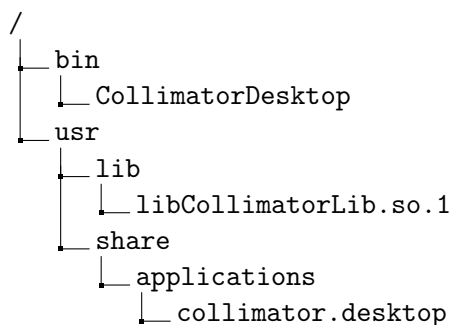 /
bin
CollimatorDesktop
usr
lib
libCollimatorLib.so.1
share
applications
collimator.desktop